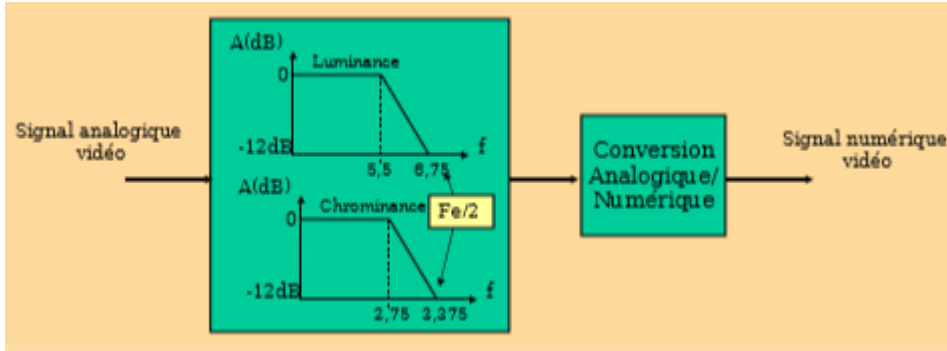 Signal analogique
vidéo
A(dB)
Luminance
0
-12dB
5,5
6,75
f
A(dB)
Chrominance
Fe/2
0
-12dB
2,75
3,375
f
Conversion
Analogique/
Numérique
Signal numérique
vidéo